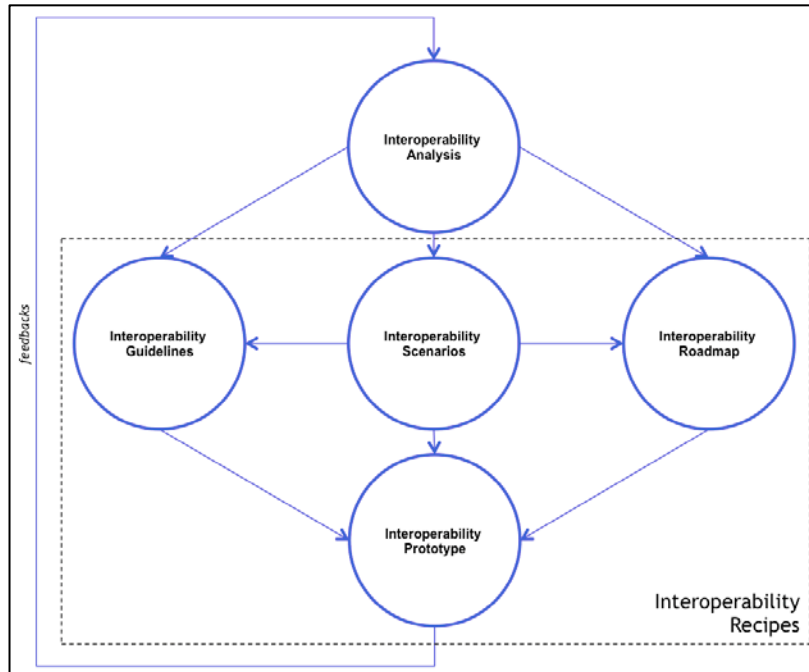 Interoperability
Analysis
feedbacks
Interoperability
Guidelines
Interoperability
Scenarios
Interoperability
Roadmap
Interoperability
Prototype
Interoperability
Recipes